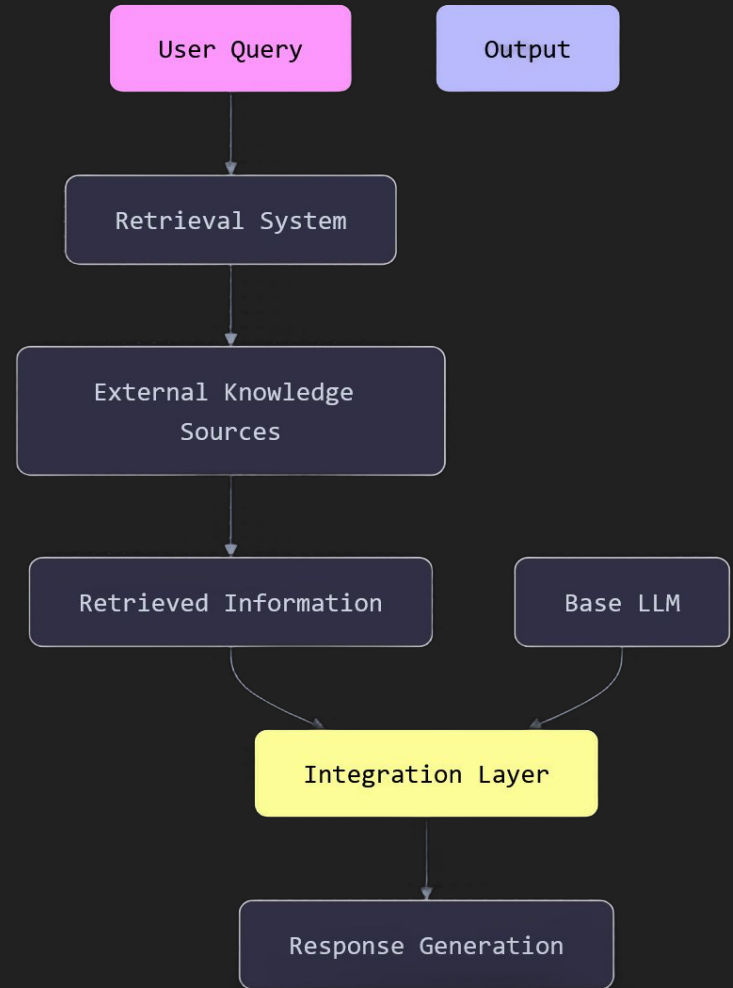 User Query
Output
Retrieval System
External Knowledge
Sources
Retrieved Information
Base LLM
Integration Layer
Response Generation